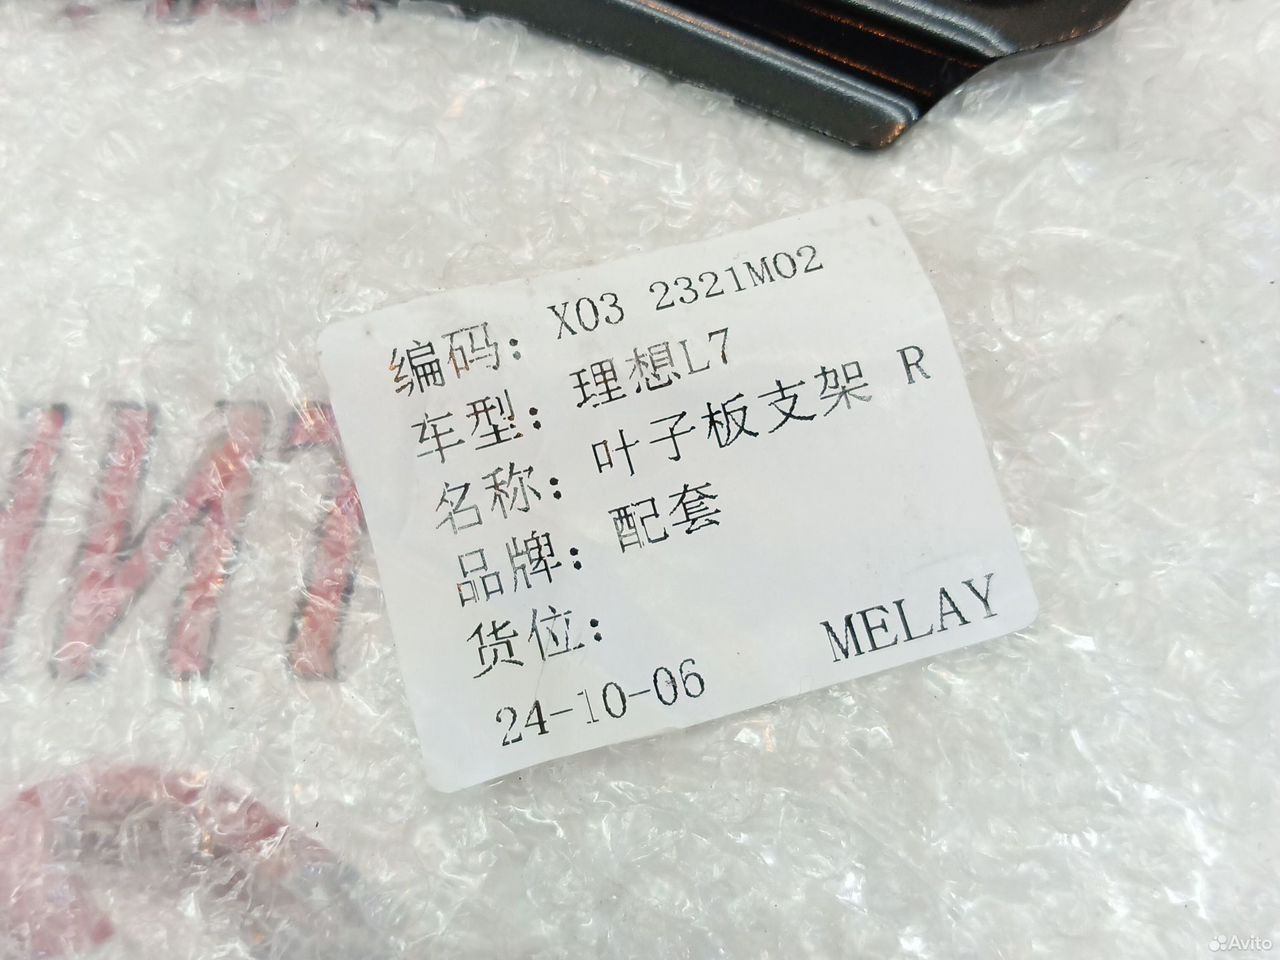 编码: X03 2321M02
车型: 理想L7
名称: 叶子板支架 R
品牌: 配套
货位:
24-10-06 MELAY
Avito